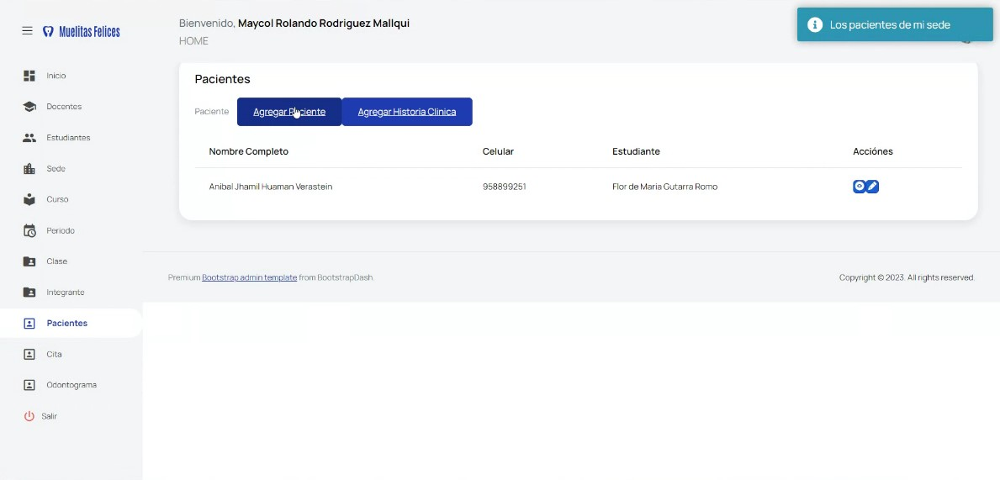 Muelitas Felices
Inicio
Docentes
Estudiantes
Sede
Curso
Periodo
Clase
Integrante
Pacientes
Cita
Odontograma
Salir
Bienvenido, Maycol Rolando Rodriguez Mallqui
HOME
Los pacientes de mi sede
Pacientes
Paciente Agregar Paciente Agregar Historia Clinica
Nombre Completo Celular Estudiante Acciónes
Anibal Jhamil Huaman Verastein 958899251 Flor de Maria Gutarra Romo
Premium Bootstrap admin template from BootstrapDash. Copyright © 2023. All rights reserved.